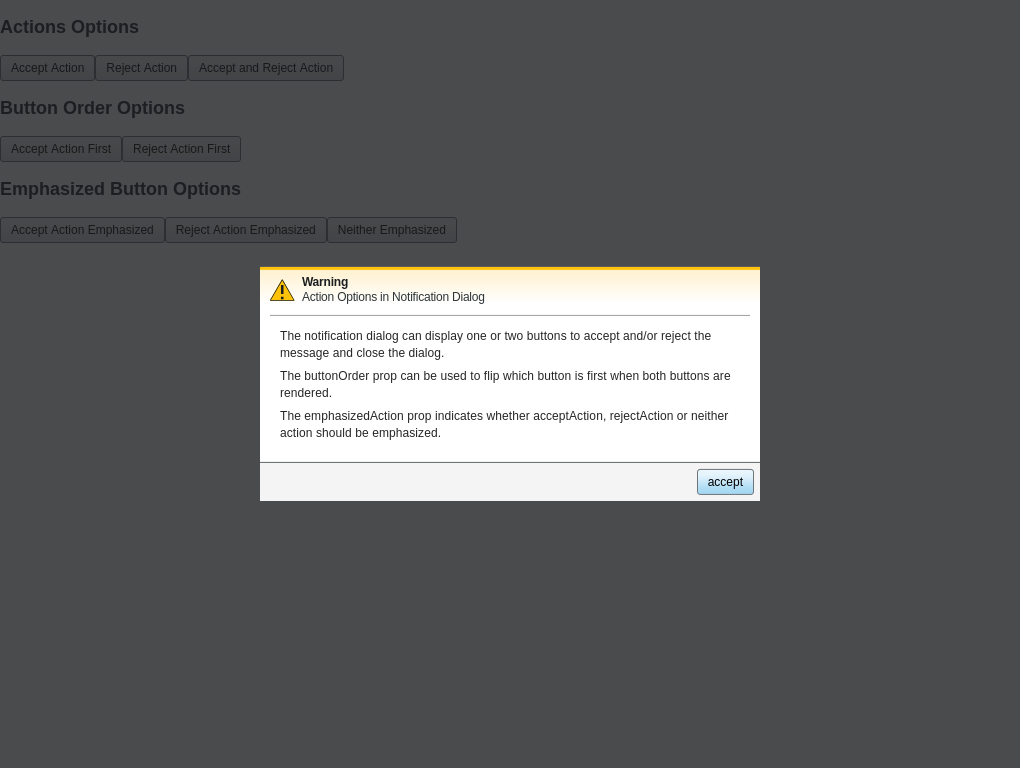 Actions Options
Accept Action Reject Action Accept and Reject Action
Button Order Options
Accept Action First Reject Action First
Emphasized Button Options
Accept Action Emphasized Reject Action Emphasized Neither Emphasized
Warning
Action Options in Notification Dialog
The notification dialog can display one or two buttons to accept and/or reject the
message and close the dialog.
The buttonOrder prop can be used to flip which button is first when both buttons are
rendered.
The emphasizedAction prop indicates whether acceptAction, rejectAction or neither
action should be emphasized.
accept